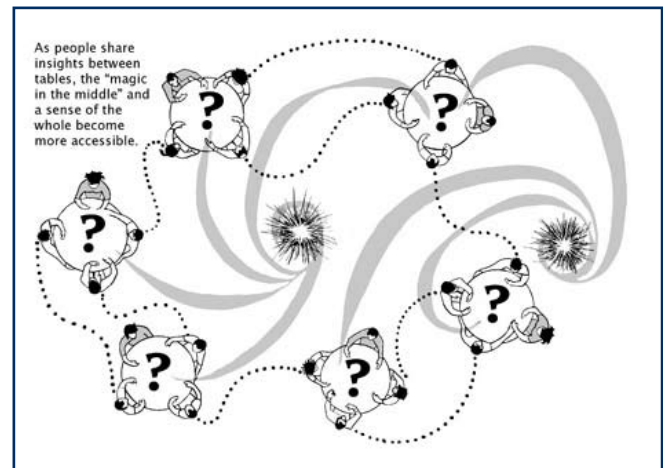 As people share
insights between
tables, the “magic
in the middle” and
a sense of the
whole become
more accessible.
?
?
?
?
?
?